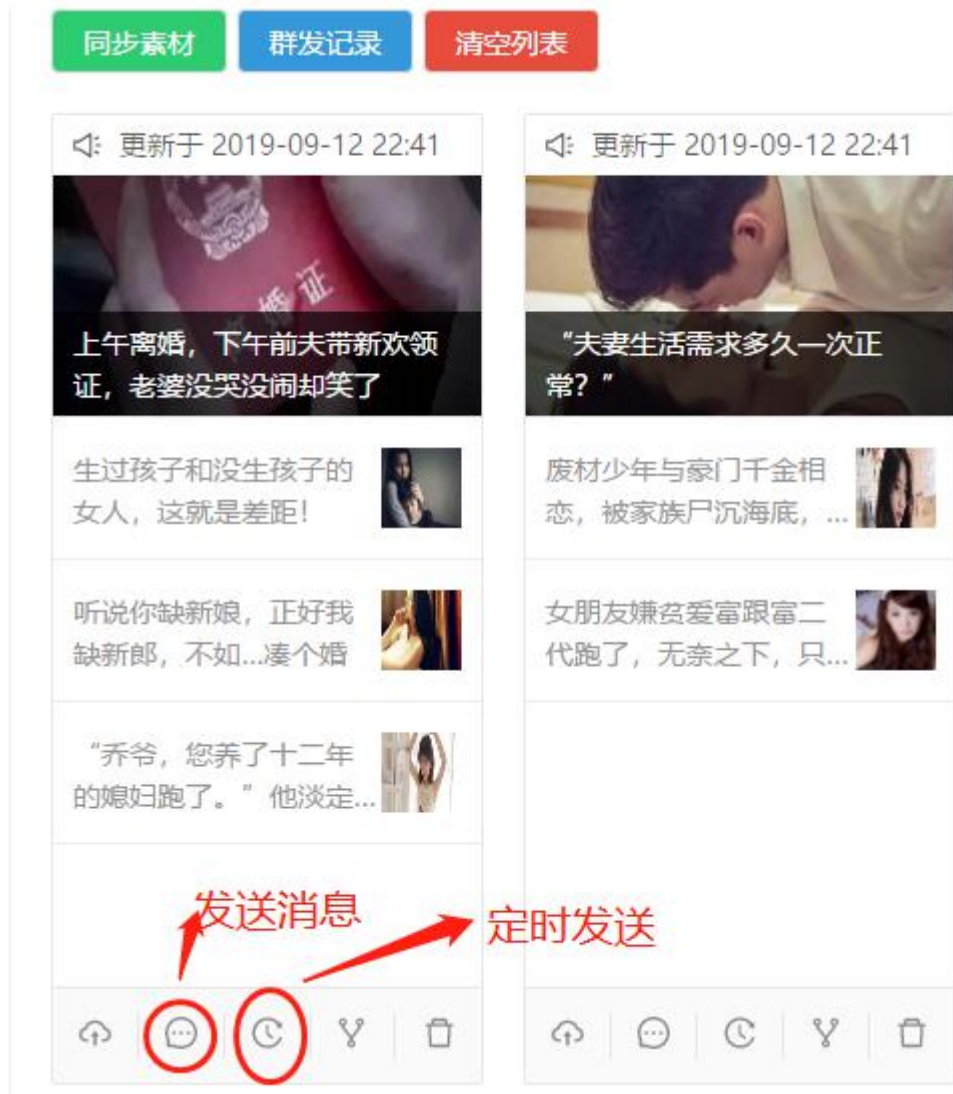 同步素材 群发记录 清空列表
更新于 2019-09-12 22:41
婚证
上午离婚，下午前夫带新欢领
证，老婆没哭没闹却笑了
生过孩子和没生孩子的
女人，这就是差距！
听说你缺新娘，正好我
缺新郎，不如...凑个婚
“乔爷，您养了十二年
的媳妇跑了。”他淡定...
更新于 2019-09-12 22:41
“夫妻生活需求多久一次正
常？”
废材少年与豪门千金相
恋，被家族尸沉海底，...
女朋友嫌贫爱富跟富二
代跑了，无奈之下，只...
发送消息
定时发送